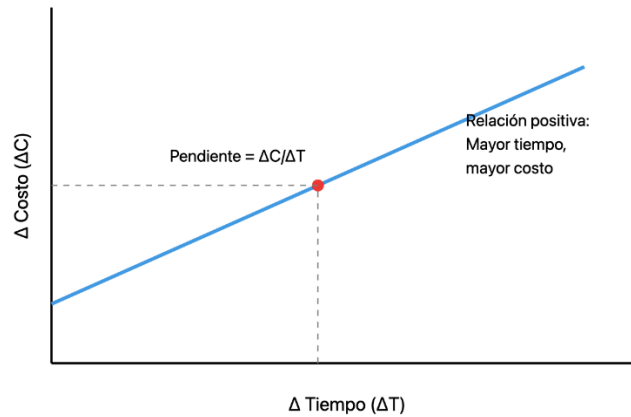 Relación positiva:
Mayor tiempo,
mayor costo
Pendiente = ΔC/ΔT
Δ Costo (ΔC)
Δ Tiempo (ΔT)